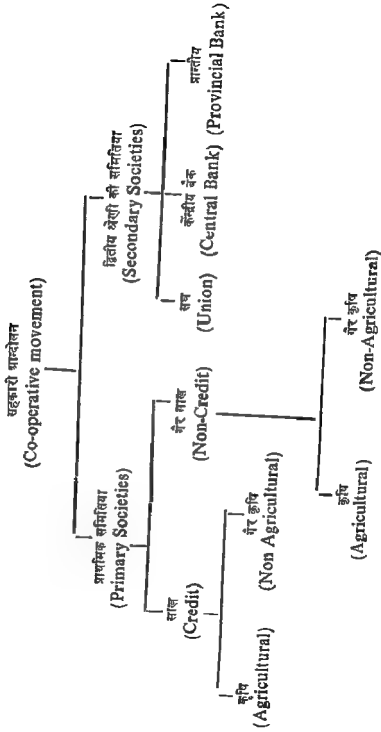 सहकारी आन्दोलन
(Co-operative movement)
प्राथमिक समितिया
(Primary Societies)
द्वितीय श्रेणी की समितिया
(Secondary Societies)
साख
(Credit)
गैर साख
(Non-Credit)
सघ
(Union)
केन्द्रीय बैंक
(Central Bank)
प्रान्तीय
(Provincial Bank)
कृषि
(Agricultural)
गैर कृषि
(Non Agricultural)
कृषि
(Agricultural)
गैर कृषि
(Non-Agricultural)